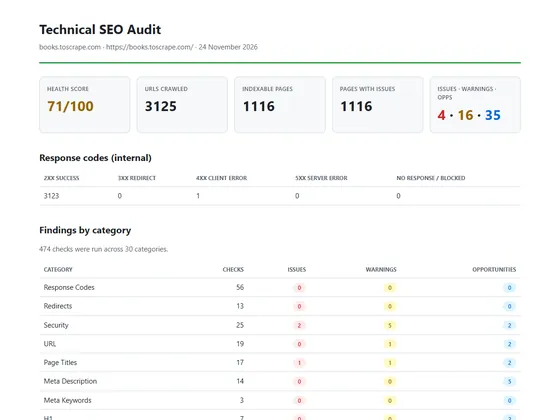 Technical SEO Audit
books.toscrape.com · https://books.toscrape.com/ · 24 November 2026
HEALTH SCORE
71/100
URLS CRAWLED
3125
INDEXABLE PAGES
1116
PAGES WITH ISSUES
1116
ISSUES · WARNINGS ·
OPPS
4 · 16 · 35
Response codes (internal)
2XX SUCCESS 3XX REDIRECT 4XX CLIENT ERROR 5XX SERVER ERROR NO RESPONSE / BLOCKED
3123 0 1 0 0
Findings by category
474 checks were run across 30 categories.
CATEGORY CHECKS ISSUES WARNINGS OPPORTUNITIES
Response Codes 56 0 0 0
Redirects 13 0 0 0
Security 25 2 5 2
URL 19 0 1 2
Page Titles 17 1 1 2
Meta Description 14 0 0 5
Meta Keywords 3 0 0 0
H1 7 0 0